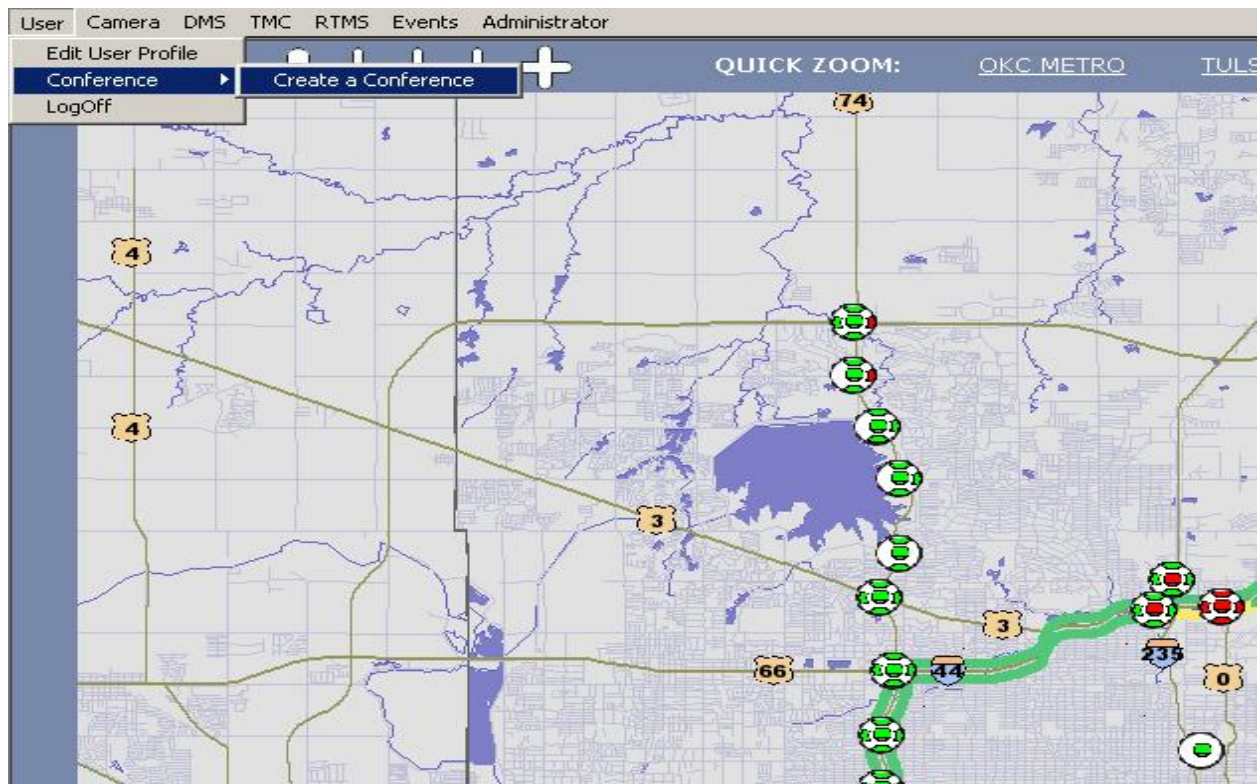 User Camera DMS TMC RTMS Events Administrator
Edit User Profile
Conference
Create a Conference
LogOff
QUICK ZOOM: OKC METRO TULS
74
4
4
3
3
66
44
235
0